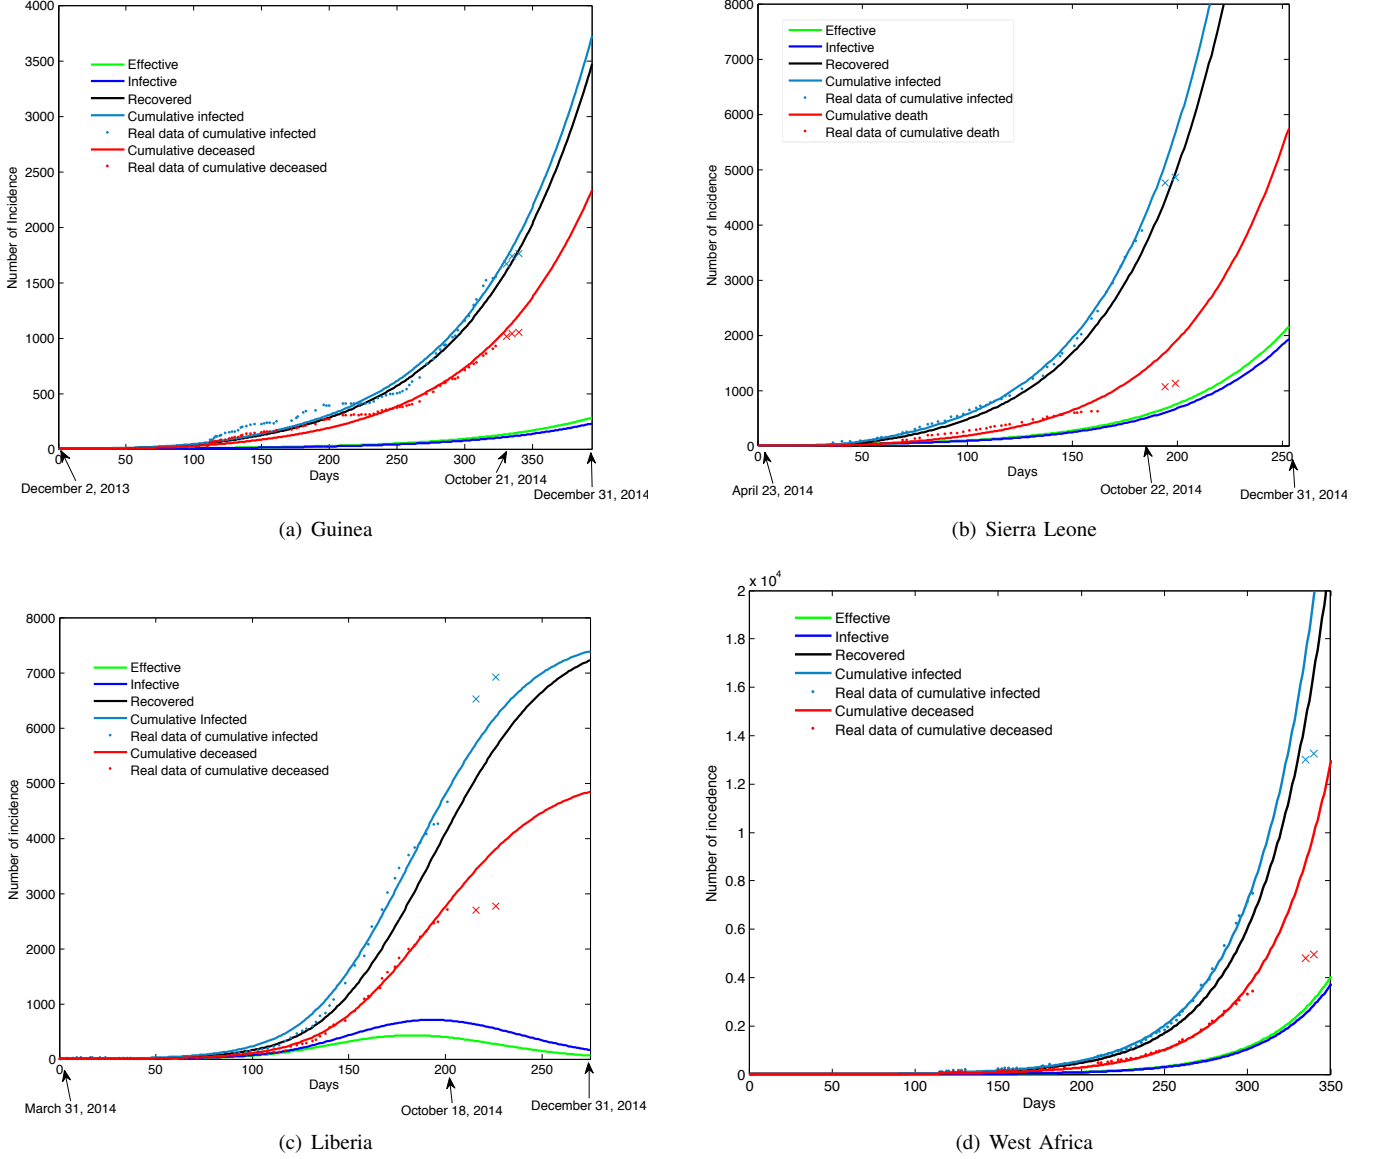 4000
3500
3000
2500
2000
1500
1000
500
0
Number of Incidence
Effective
Infective
Recovered
Cumulative infected
Real data of cumulative infected
Cumulative deceased
Real data of cumulative deceased
0 50 100 150 200 250 300 350
Days
December 2, 2013
October 21, 2014
December 31, 2014
(a) Guinea
8000
7000
6000
5000
4000
3000
2000
1000
0
Number of Incidence
Effective
Infective
Recovered
Cumulative infected
Real data of cumulative infected
Cumulative death
Real data of cumulative death
0 50 100 150 200 250
Days
April 23, 2014
October 22, 2014
Decmber 31, 2014
(b) Sierra Leone
8000
7000
6000
5000
4000
3000
2000
1000
0
Number of incidence
Effective
Infective
Recovered
Cumulative Infected
Real data of cumulative infected
Cumulative deceased
Real data of cumulative deceased
0 50 100 150 200 250
Days
March 31, 2014
October 18, 2014
December 31, 2014
(c) Liberia
x 10^4
2
1.8
1.6
1.4
1.2
1
0.8
0.6
0.4
0.2
0
Number of incedence
Effective
Infective
Recovered
Cumulative infected
Real data of cumulative infected
Cumulative deceased
Real data of cumulative deceased
0 50 100 150 200 250 300 350
Days
(d) West Africa